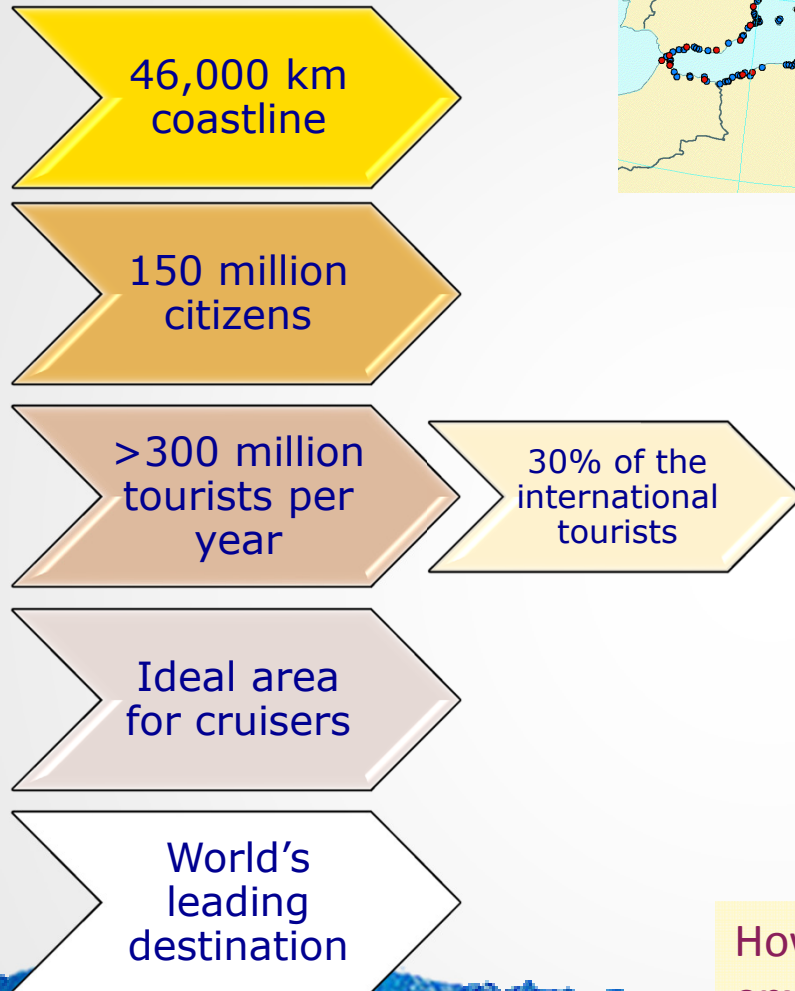 46,000 km
coastline
150 million
citizens
>300 million
tourists per
year
30% of the
international
tourists
Ideal area
for cruisers
World's
leading
destination